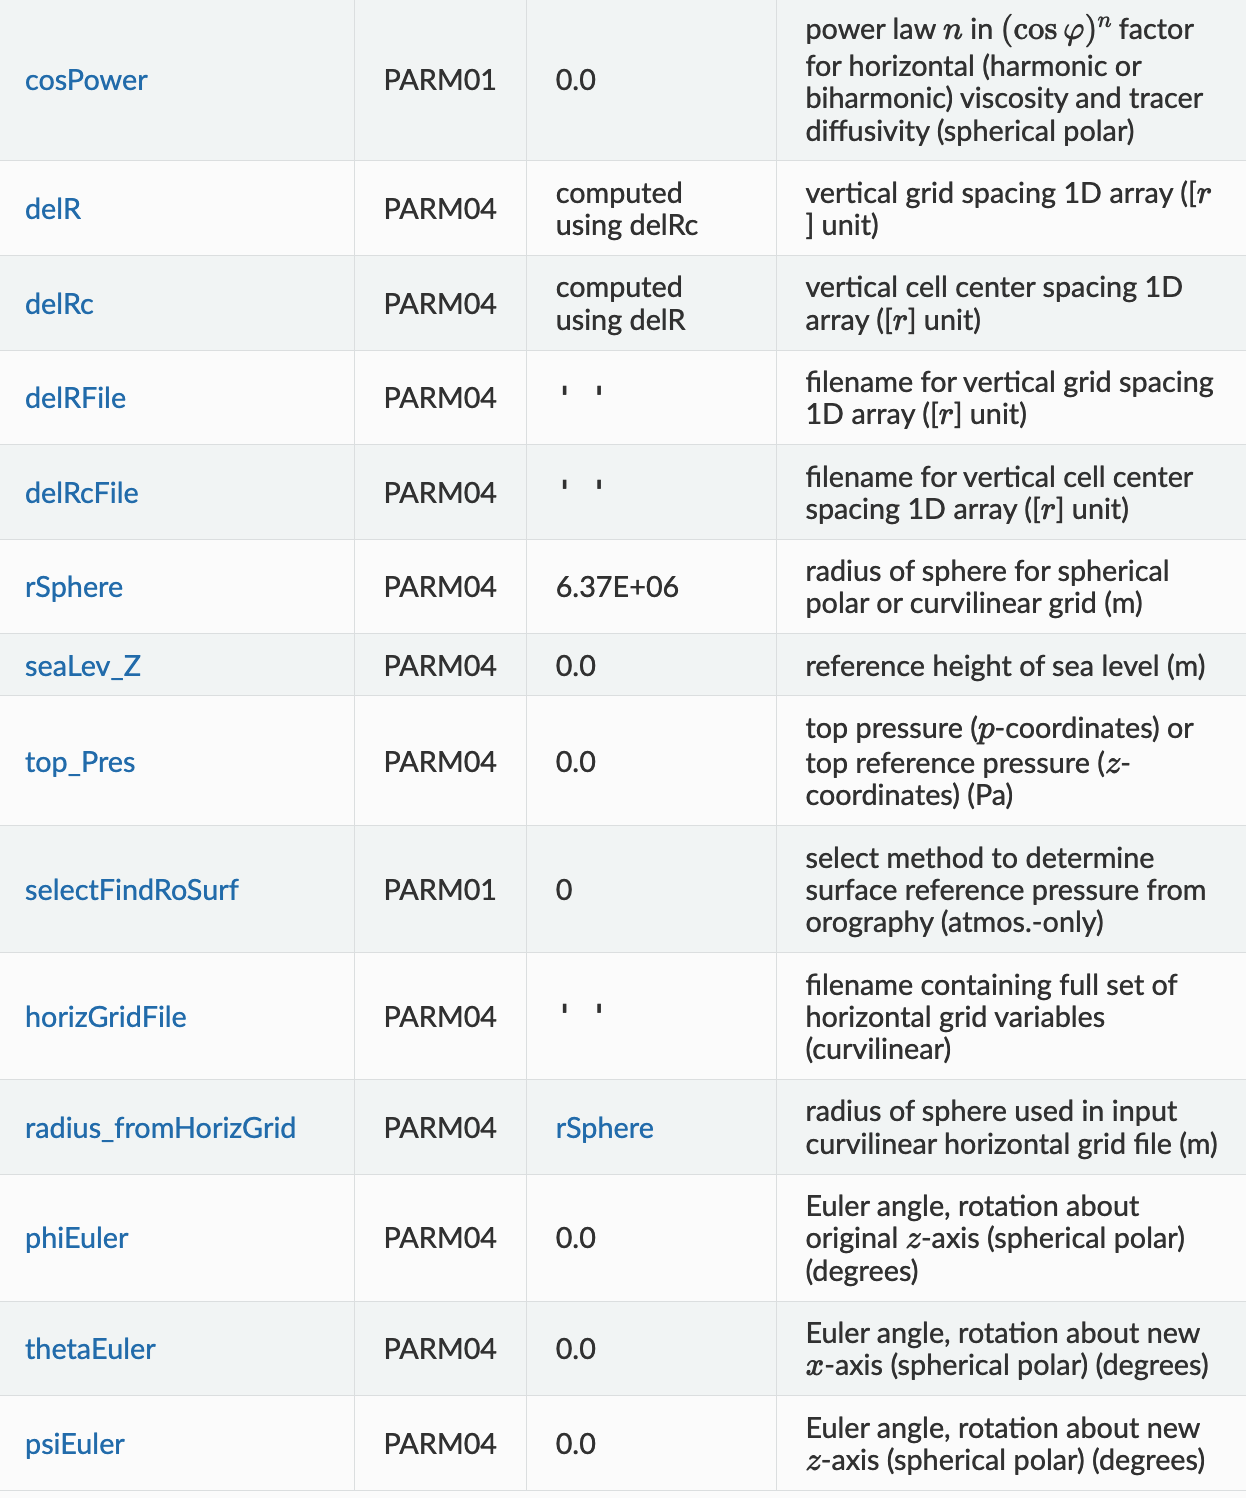 power law n in (cos φ)ⁿ factor
for horizontal (harmonic or
biharmonic) viscosity and tracer
diffusivity (spherical polar)
cosPower PARM01 0.0
delR PARM04 computed using delRc vertical grid spacing 1D array ([r
] unit)
delRc PARM04 computed using delR vertical cell center spacing 1D
array ([r] unit)
delRFile PARM04 ' ' filename for vertical grid spacing
1D array ([r] unit)
delRcFile PARM04 ' ' filename for vertical cell center
spacing 1D array ([r] unit)
rSphere PARM04 6.37E+06 radius of sphere for spherical
polar or curvilinear grid (m)
seaLev_Z PARM04 0.0 reference height of sea level (m)
top_Pres PARM04 0.0 top pressure (p-coordinates) or
top reference pressure (z-
coordinates) (Pa)
selectFindRoSurf PARM01 0 select method to determine
surface reference pressure from
orography (atmos.-only)
horizGridFile PARM04 ' ' filename containing full set of
horizontal grid variables
(curvilinear)
radius_fromHorizGrid PARM04 rSphere radius of sphere used in input
curvilinear horizontal grid file (m)
phiEuler PARM04 0.0 Euler angle, rotation about
original z-axis (spherical polar)
(degrees)
thetaEuler PARM04 0.0 Euler angle, rotation about new
x-axis (spherical polar) (degrees)
psiEuler PARM04 0.0 Euler angle, rotation about new
z-axis (spherical polar) (degrees)